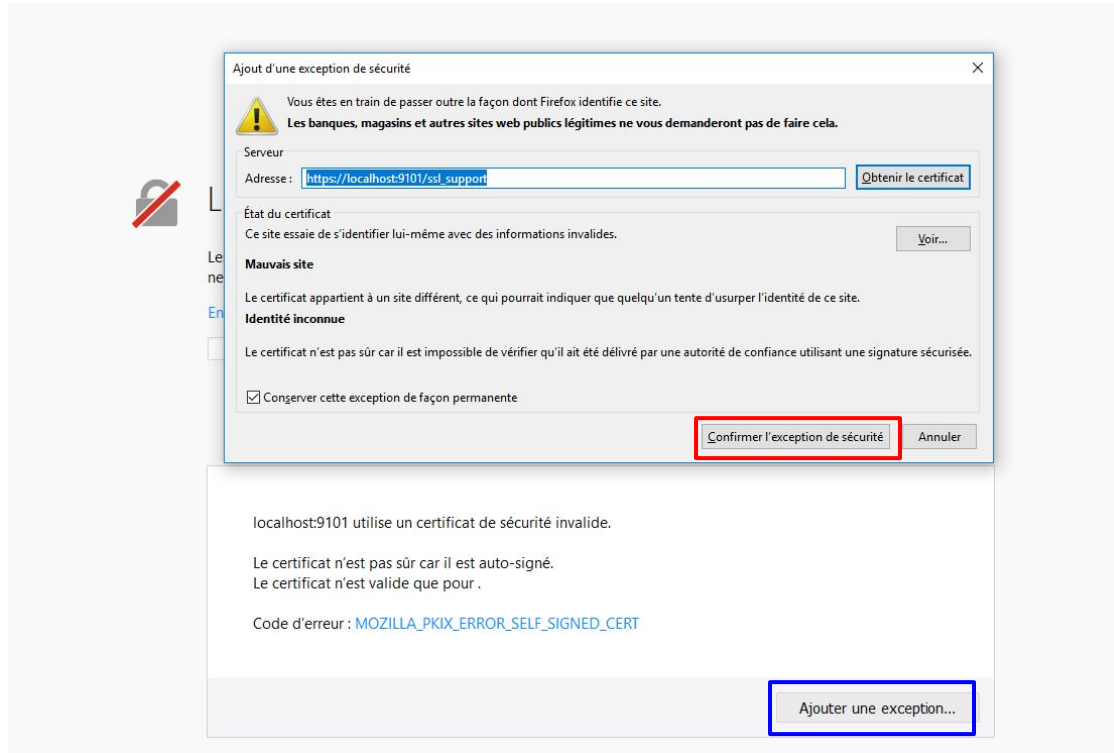 Ajout d'une exception de sécurité
Vous êtes en train de passer outre la façon dont Firefox identifie ce site.
Les banques, magasins et autres sites web publics légitimes ne vous demanderont pas de faire cela.
Serveur
Adresse : https://localhost:9101/ssl_support Obtenir le certificat
L
État du certificat
Ce site essaie de s'identifier lui-même avec des informations invalides.
Voir...
Le
Mauvais site
ne
Le certificat appartient à un site différent, ce qui pourrait indiquer que quelqu'un tente d'usurper l'identité de ce site.
En
Identité inconnue
Le certificat n'est pas sûr car il est impossible de vérifier qu'il ait été délivré par une autorité de confiance utilisant une signature sécurisée.
Conserver cette exception de façon permanente
Confirmer l'exception de sécurité Annuler
localhost:9101 utilise un certificat de sécurité invalide.
Le certificat n'est pas sûr car il est auto-signé.
Le certificat n'est valide que pour .
Code d'erreur : MOZILLA_PKIX_ERROR_SELF_SIGNED_CERT
Ajouter une exception...